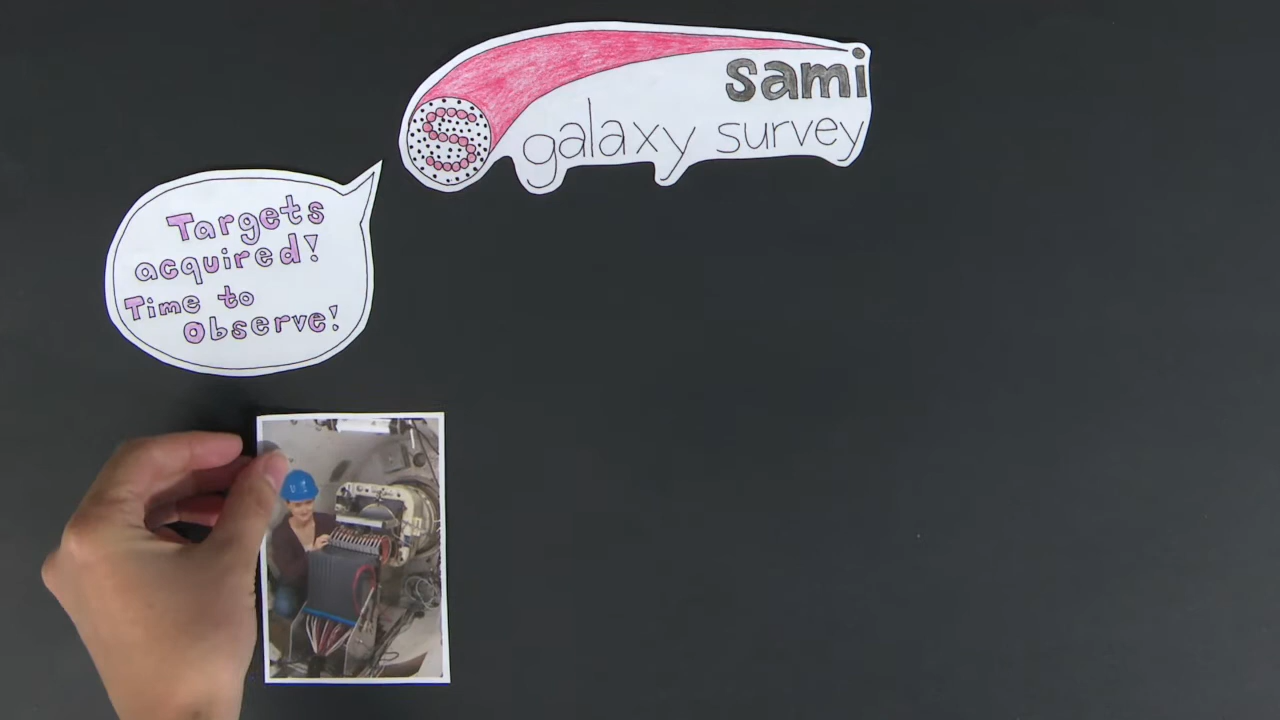 sami
galaxy survey
Targets
acquired!
Time to
Observe!